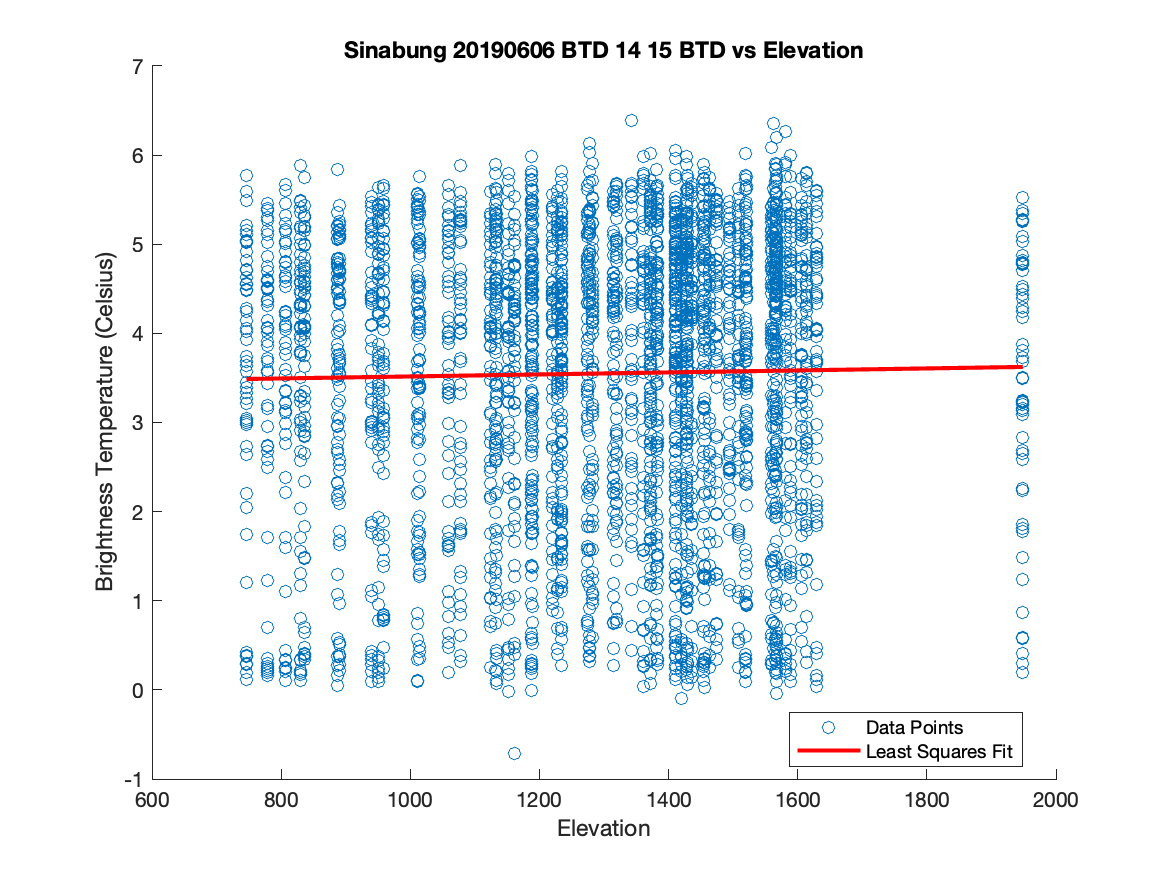 Sinabung 20190606 BTD 14 15 BTD vs Elevation
7
6
5
4
3
2
1
0
-1
Brightness Temperature (Celsius)
Data Points
Least Squares Fit
600 800 1000 1200 1400 1600 1800 2000
Elevation